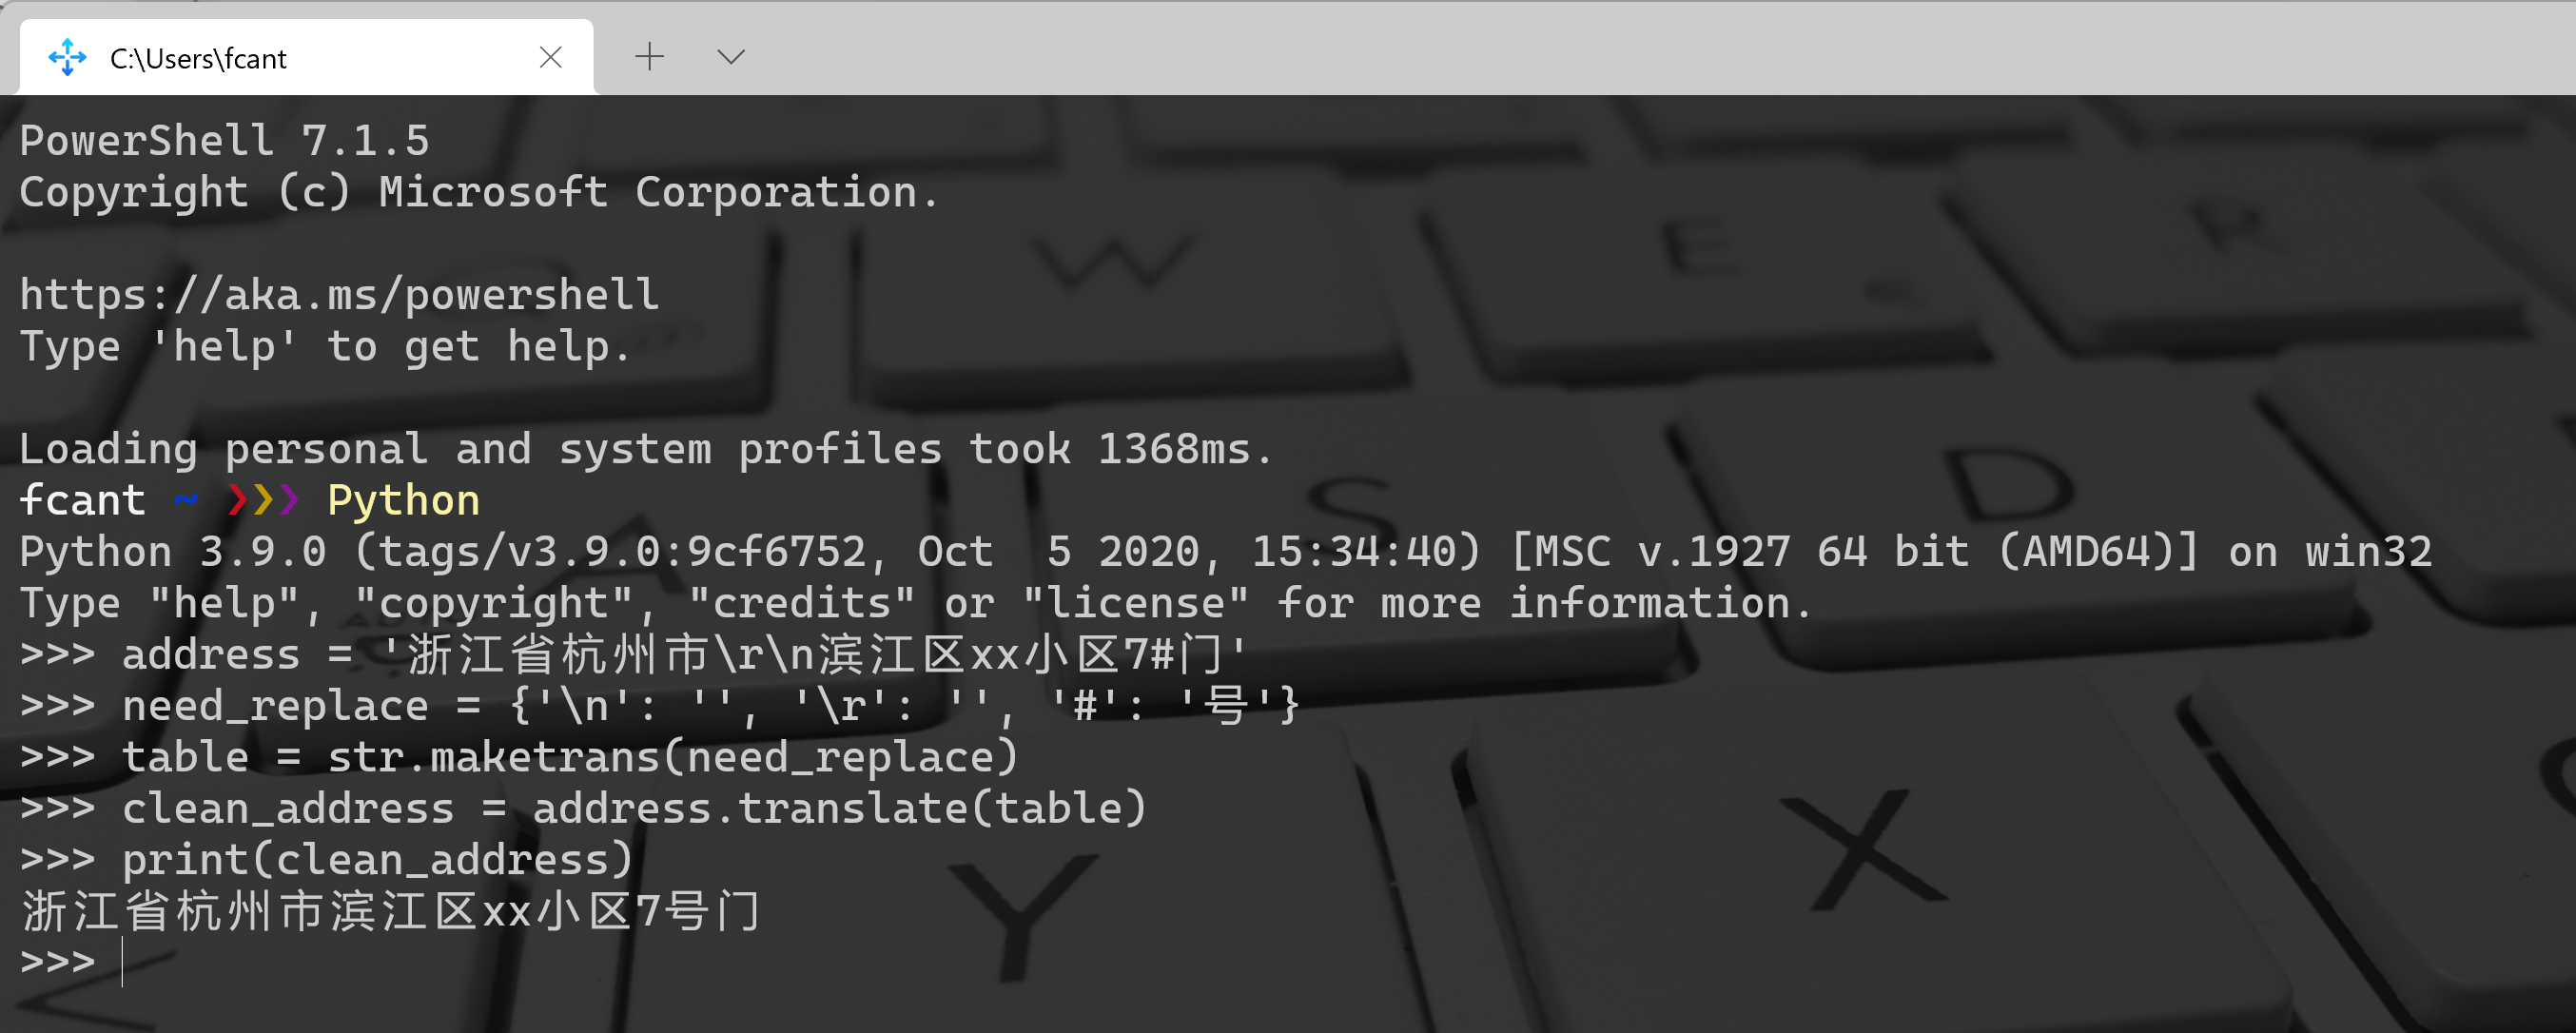 C:\Users\fcant
PowerShell 7.1.5
Copyright (c) Microsoft Corporation.
https://aka.ms/powershell
Type 'help' to get help.
Loading personal and system profiles took 1368ms.
fcant ~ ❯❯❯ Python
Python 3.9.0 (tags/v3.9.0:9cf6752, Oct  5 2020, 15:34:40) [MSC v.1927 64 bit (AMD64)] on win32
Type "help", "copyright", "credits" or "license" for more information.
>>> address = '浙江省杭州市\r\n滨江区xx小区7#门'
>>> need_replace = {'\n': '', '\r': '', '#': '号'}
>>> table = str.maketrans(need_replace)
>>> clean_address = address.translate(table)
>>> print(clean_address)
浙江省杭州市滨江区xx小区7号门
>>>
W
E
R
A
S
D
Y
X